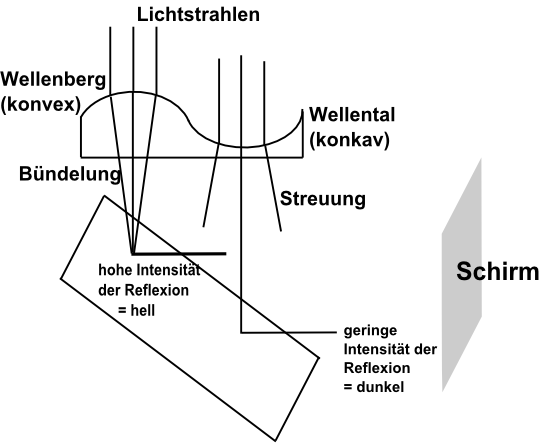 Lichtstrahlen
Wellenberg
(konvex)
Wellental
(konkav)
Bündelung
Streuung
hohe Intensität
der Reflexion
= hell
Schirm
geringe
Intensität der
Reflexion
= dunkel